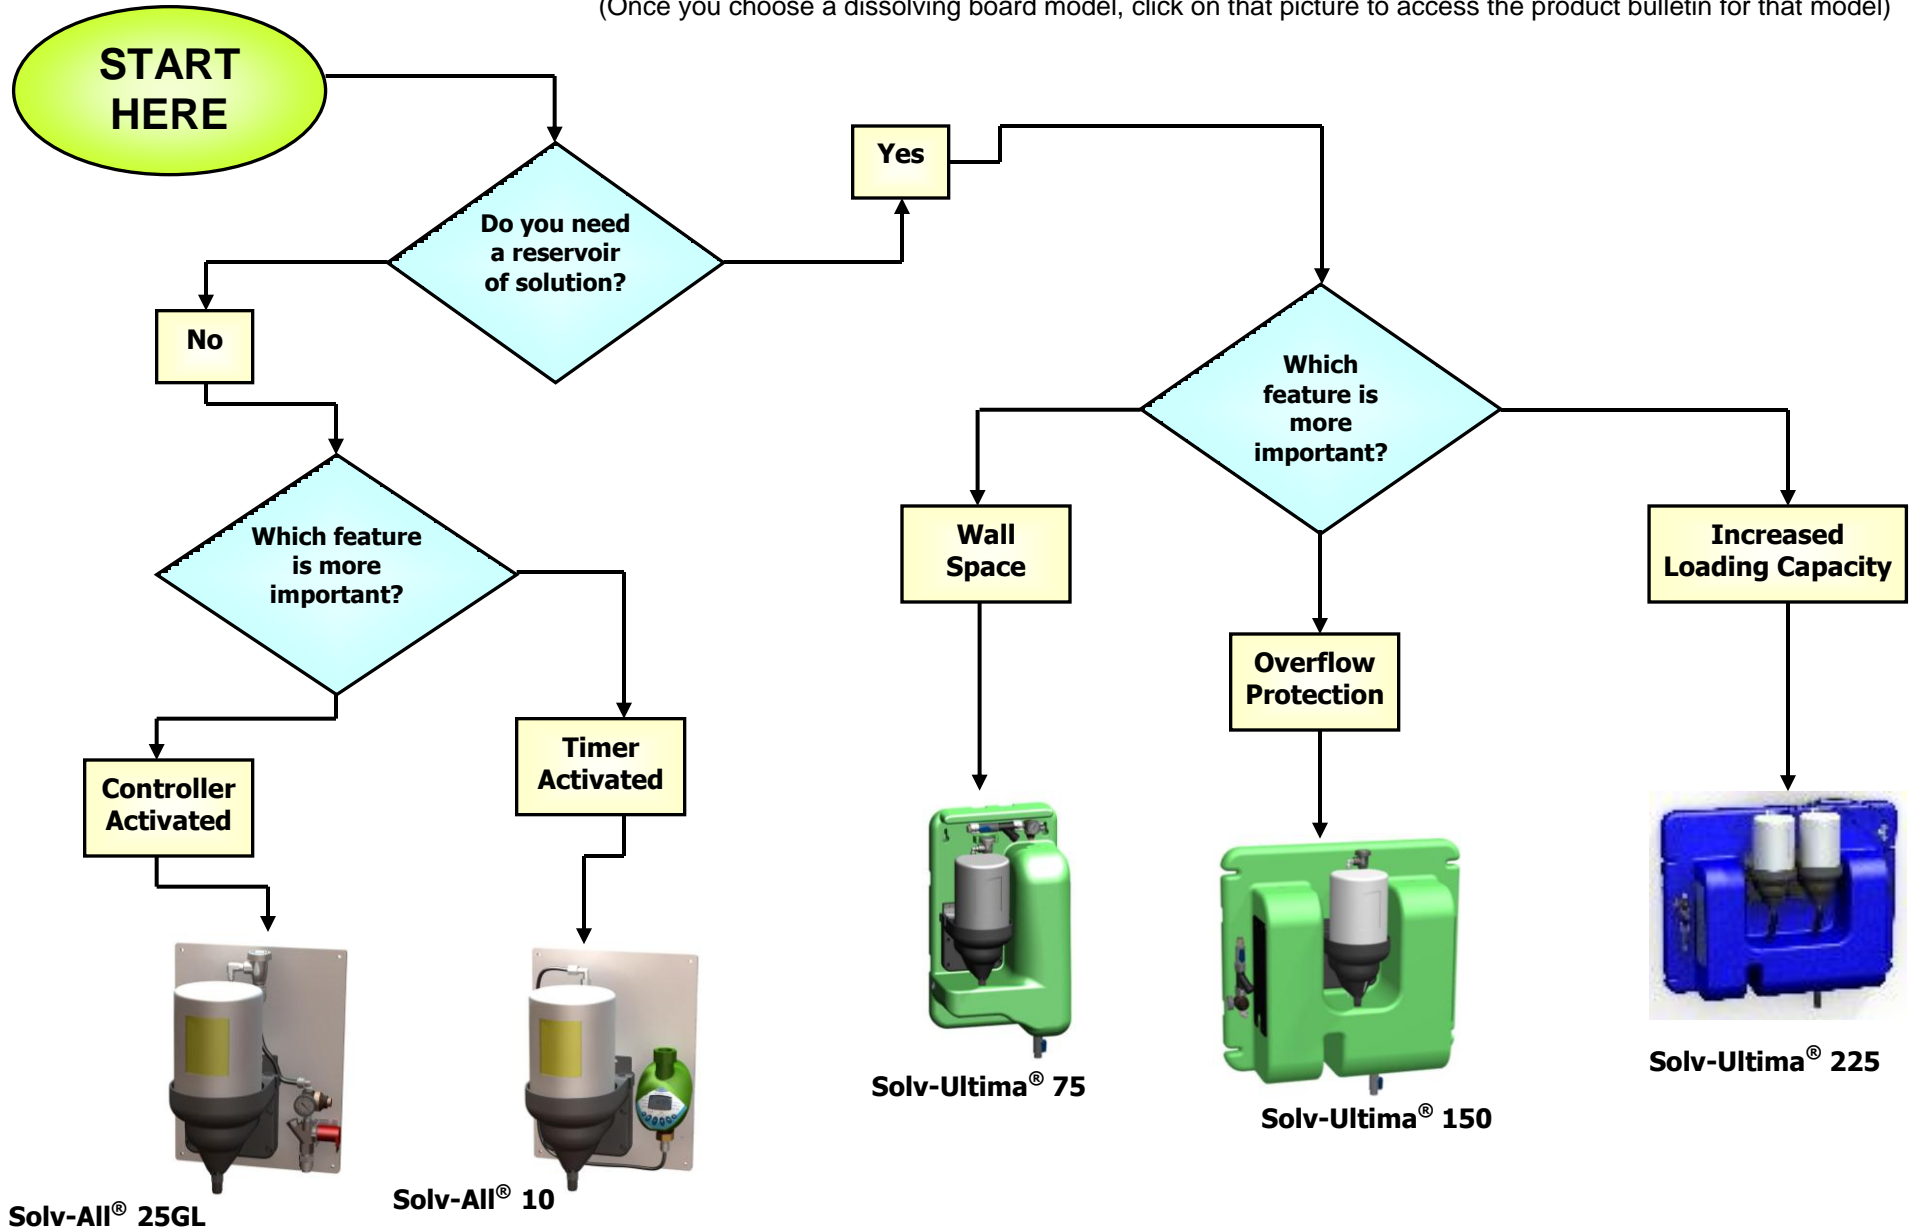 (Once you choose a dissolving board model, click on that picture to access the product bulletin for that model)
START
HERE
Yes
Do you need
a reservoir
of solution?
No
Which
feature is
more
important?
Which feature
is more
important?
Wall
Space
Increased
Loading Capacity
Overflow
Protection
Timer
Activated
Controller
Activated
Solv-Ultima® 75
Solv-Ultima® 150
Solv-Ultima® 225
Solv-All® 10
Solv-All® 25GL